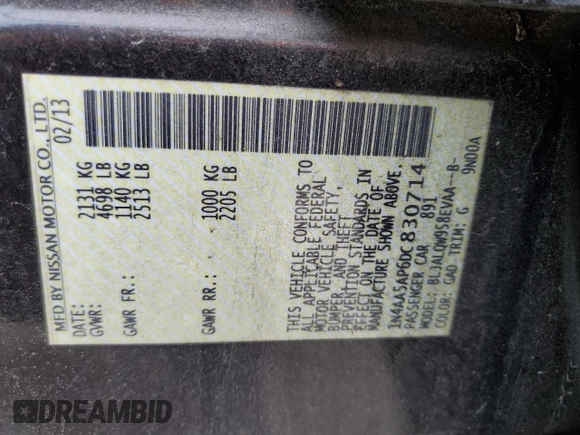 MFD BY NISSAN MOTOR CO., LTD.
DATE: 02/13
GVWR: 2131 KG
4698 LB
GAWR FR: 1140 KG
2513 LB
GAWR RR: 1000 KG
2205 LB
THIS VEHICLE CONFORMS TO
ALL APPLICABLE FEDERAL
MOTOR VEHICLE SAFETY,
BUMPER, AND THEFT
PREVENTION STANDARDS IN
EFFECT ON THE DATE OF
MANUFACTURE SHOWN ABOVE.
1N4AA5AP6DC830714
PASSENGER CAR 891
MODEL: BLJALQW958EVAA--B-
COLOR: GAD TRIM: G 9N00A
DREAMBID